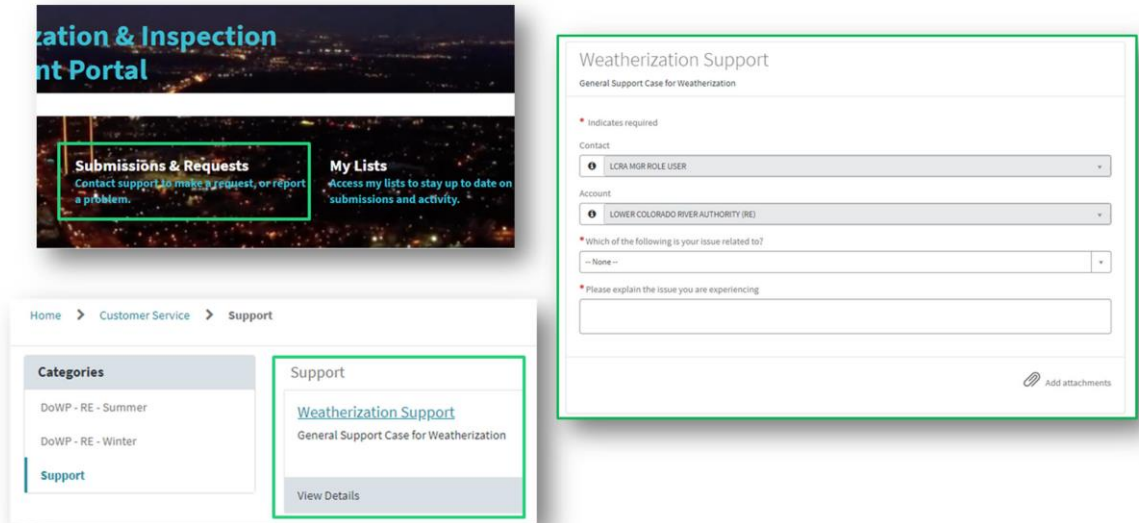 zation & Inspection
nt Portal
Submissions & Requests
Contact support to make a request, or report
a problem.
My Lists
Access my lists to stay up to date on
submissions and activity.
Home > Customer Service > Support
Categories
DoWP - RE - Summer
DoWP - RE - Winter
Support
Support
Weatherization Support
General Support Case for Weatherization
View Details
Weatherization Support
General Support Case for Weatherization
* Indicates required
Contact
LCRA MGR ROLE USER
Account
LOWER COLORADO RIVER AUTHORITY (RE)
* Which of the following is your issue related to?
-- None --
* Please explain the issue you are experiencing
Add attachments